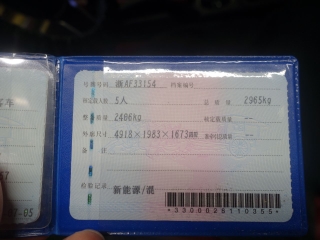 号牌号码 浙AF33154 档案编号
核定载人数 5人 总质量 2965kg
整备质量 2406kg 核定载质量 --
外廓尺寸 4918×1983×1673mm 准牵引总质量 --
备注
检验记录 新能源/混
*3300028110355*